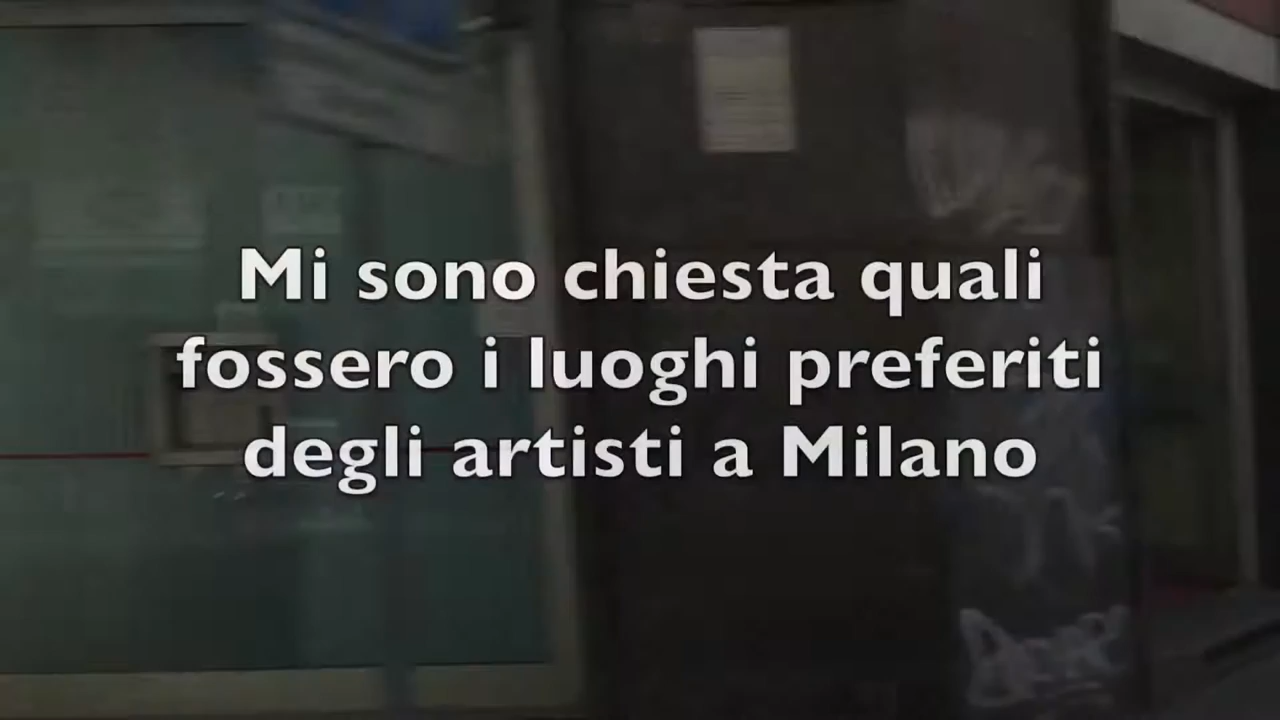 Mi sono chiesta quali
fossero i luoghi preferiti
degli artisti a Milano